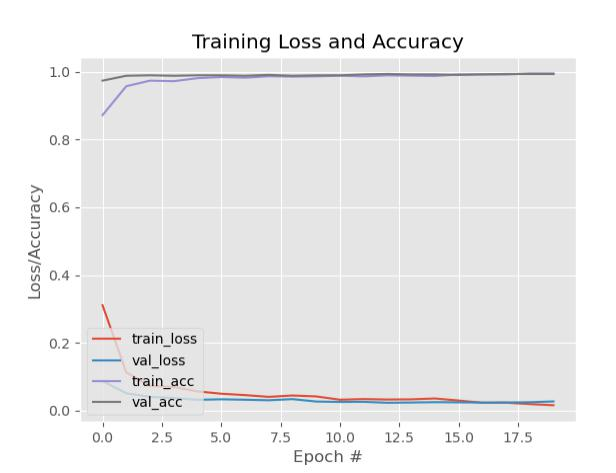 Training Loss and Accuracy
1.0
0.8
0.6
0.4
0.2
0.0
Loss/Accuracy
train_loss
val_loss
train_acc
val_acc
0.0 2.5 5.0 7.5 10.0 12.5 15.0 17.5
Epoch #